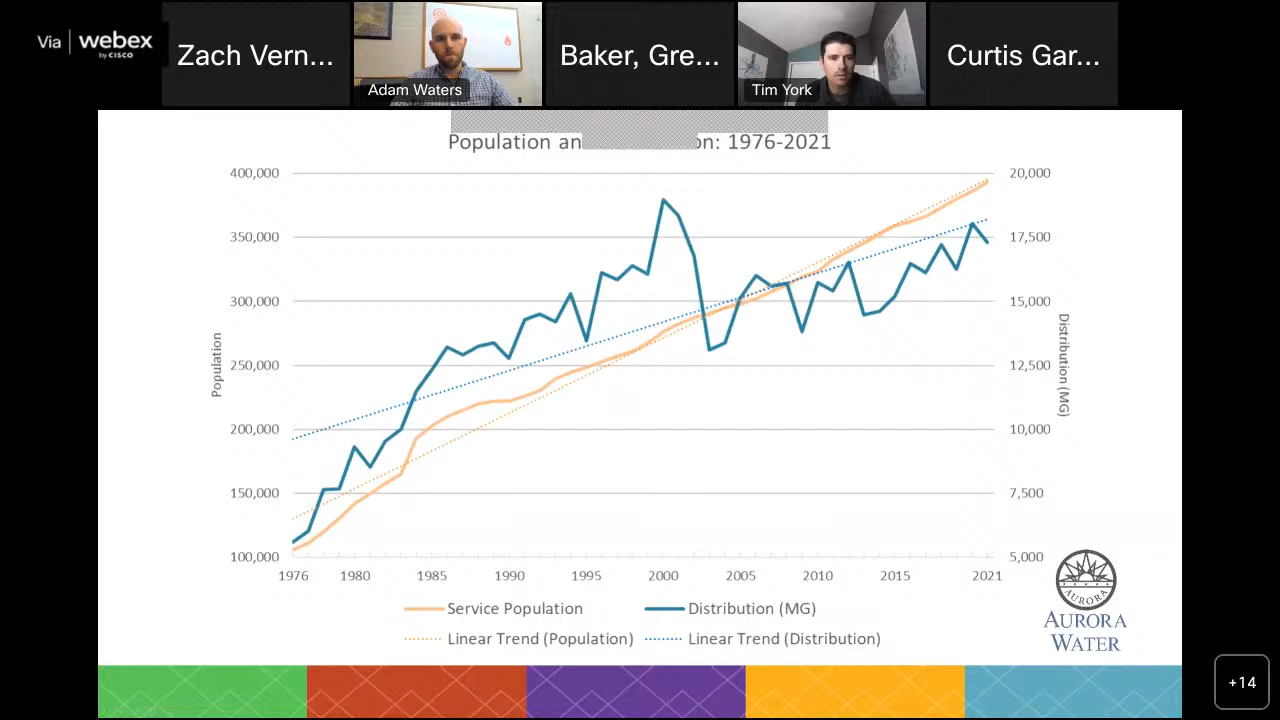 Via webex
by CISCO
Zach Vern...
Adam Waters
Baker, Gre...
Tim York
Curtis Gar...
Population an on: 1976-2021
400,000
350,000
300,000
250,000
200,000
150,000
100,000
Population
20,000
17,500
15,000
12,500
10,000
7,500
5,000
Distribution (MG)
1976 1980 1985 1990 1995 2000 2005 2010 2015 2021
Service Population
Distribution (MG)
Linear Trend (Population)
Linear Trend (Distribution)
AURORA
AURORA
WATER
+14